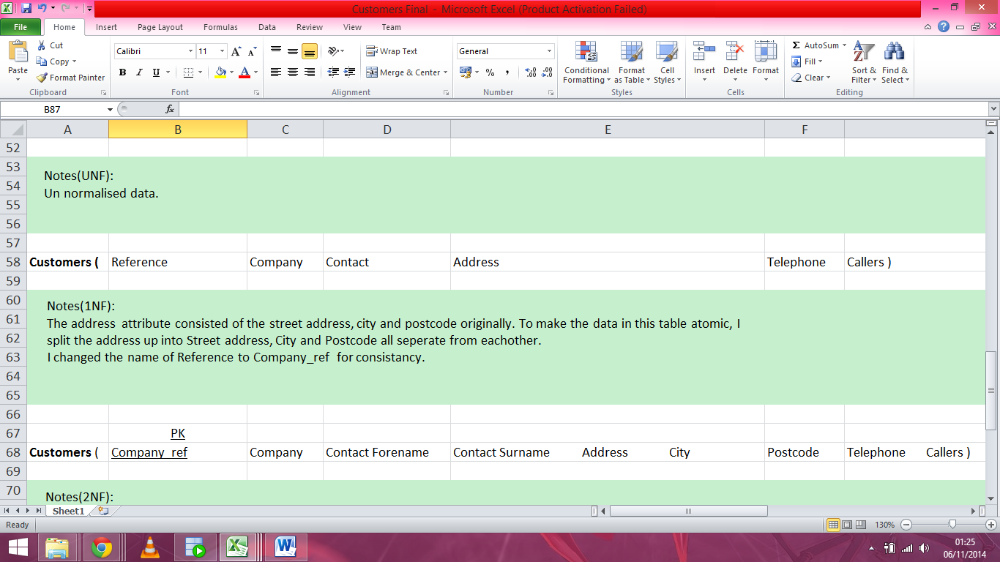 Customers Final - Microsoft Excel (Product Activation Failed)
File Home Insert Page Layout Formulas Data Review View Team
Paste
Cut
Copy
Format Painter
Clipboard
Calibri 11
B I U
Font
Wrap Text
Merge & Center
Alignment
General
Number
Conditional Formatting
Format as Table
Cell Styles
Styles
Insert Delete Format
Cells
AutoSum
Fill
Clear
Sort & Filter
Find & Select
Editing
B87 fx
A B C D E F
52
53
54
55
56
Notes(UNF):
Un normalised data.
57
58 Customers ( Reference Company Contact Address Telephone Callers )
59
60
61
62
63
64
65
Notes(1NF):
The address attribute consisted of the street address, city and postcode originally. To make the data in this table atomic, I
split the address up into Street address, City and Postcode all seperate from eachother.
I changed the name of Reference to Company_ref for consistancy.
66
67 PK
68 Customers ( Company_ref Company Contact Forename Contact Surname Address City Postcode Telephone Callers )
69
70 Notes(2NF):
Sheet1
Ready 130%
01:25
06/11/2014